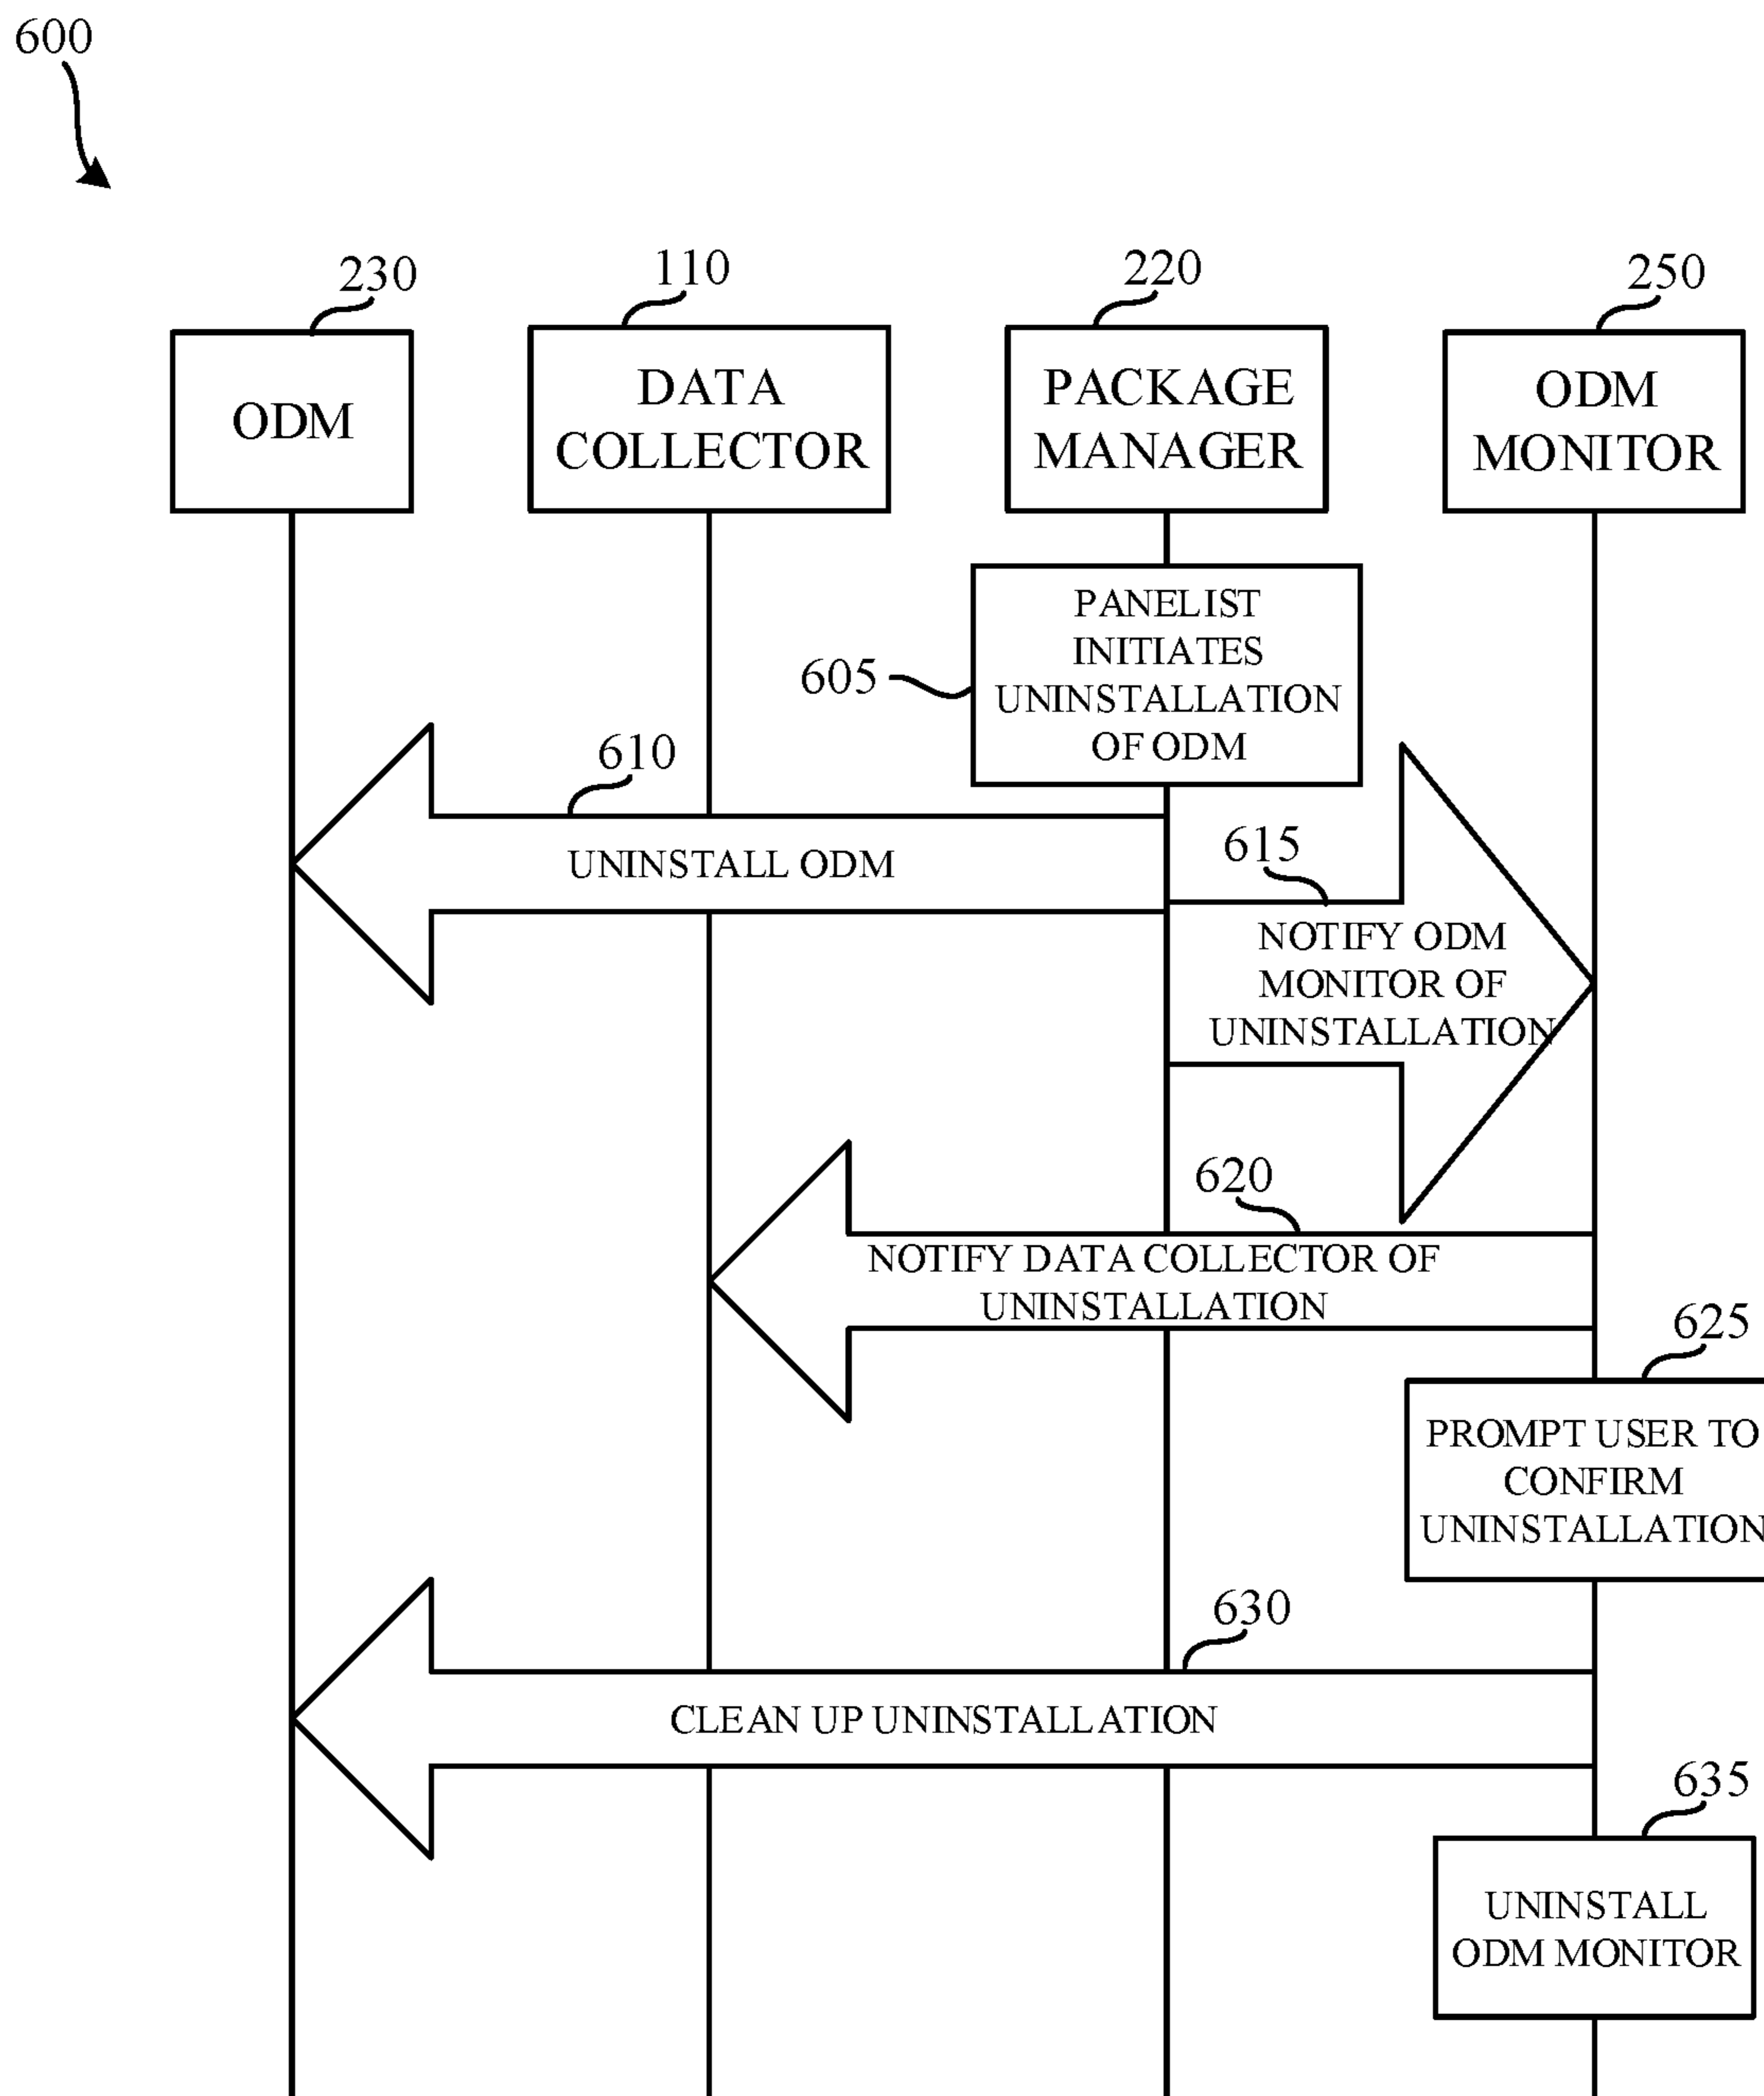 600
230
110
220
250
ODM
DATA
COLLECTOR
PACKAGE
MANAGER
ODM
MONITOR
605
PANELIST
INITIATES
UNINSTALLATION
OF ODM
610
UNINSTALL ODM
615
NOTIFY ODM
MONITOR OF
UNINSTALLATION
620
NOTIFY DATA COLLECTOR OF
UNINSTALLATION
625
PROMPT USER TO
CONFIRM
UNINSTALLATION
630
CLEAN UP UNINSTALLATION
635
UNINSTALL
ODM MONITOR